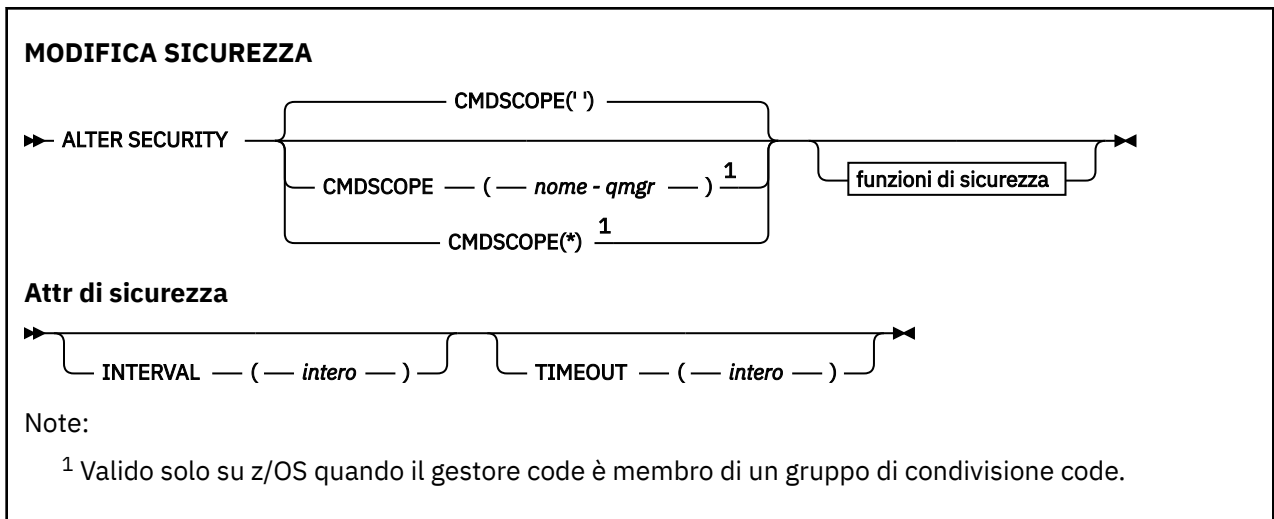 MODIFICA SICUREZZA
CMDSCOPE(' ')
ALTER SECURITY
CMDSCOPE ( nome - qmgr ) 1
funzioni di sicurezza
CMDSCOPE(*) 1
Attr di sicurezza
INTERVAL ( intero ) TIMEOUT ( intero )
Note:
1 Valido solo su z/OS quando il gestore code è membro di un gruppo di condivisione code.